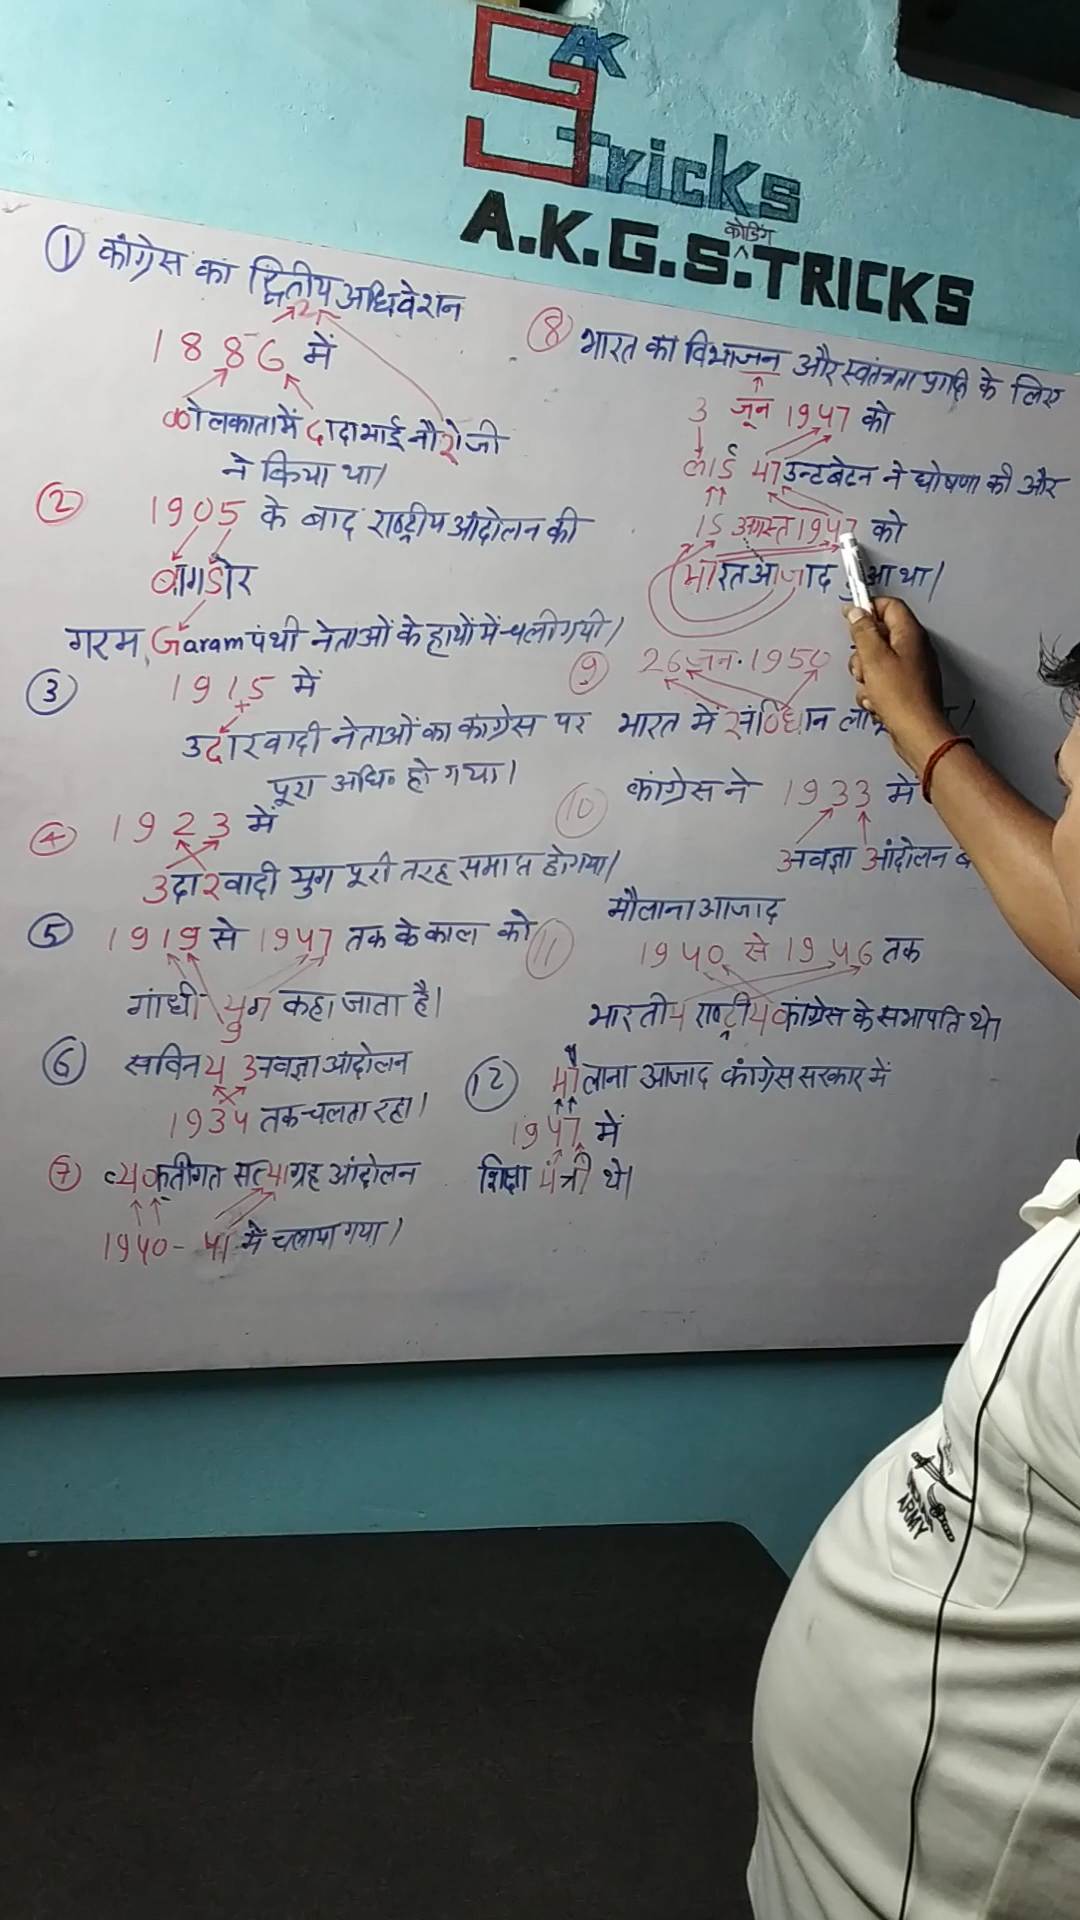 AK
S Tricks
A.K.G.S. कोडिंग TRICKS
① कांग्रेस का द्वितीय अधिवेशन
2
1886 में
कोलकाता में दादाभाई नौरोजी
ने किया था।
② 1905 के बाद राष्ट्रीय आंदोलन की
बागडोर
गरम Garam पंथी नेताओं के हाथों में चली गयी।
③ 1915 में
उदारवादी नेताओं का कांग्रेस पर
पूरा अधि॰ हो गया।
④ 1923 में
उदारवादी युग पूरी तरह समाप्त हो गया।
⑤ 1919 से 1947 तक के काल को
गांधी युग कहा जाता है।
⑥ सविनय अवज्ञा आंदोलन
1934 तक चलता रहा।
⑦ व्यक्तीगत सत्याग्रह आंदोलन
1940-41 में चलाया गया।
⑧ भारत का विभाजन और स्वतंत्रता प्राप्ति के लिए
3 जून 1947 को
लार्ड माउन्टबेटन ने घोषणा की और
15 अगस्त 1947 को
भारत आजाद हुआ था।
⑨ 26 जन. 1950
भारत में संविधान
⑩ कांग्रेस ने 1933 में
अवज्ञा आंदोलन
मौलाना आजाद
⑪ 1940 से 1946 तक
भारतीय राष्ट्रीय कांग्रेस के सभापति थे।
⑫ मौलाना आजाद कांग्रेस सरकार में
1947 में
शिक्षा मंत्री थे।
ARMY